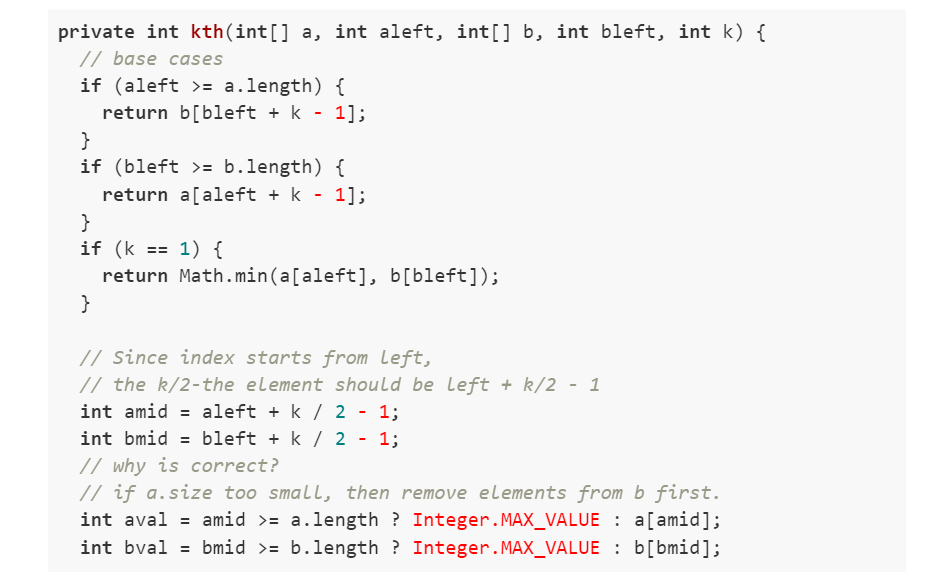 private int kth(int[] a, int aleft, int[] b, int bleft, int k) {
// base cases
if (aleft >= a.length) {
return b[bleft + k - 1];
}
if (bleft >= b.length) {
return a[aleft + k - 1];
}
if (k == 1) {
return Math.min(a[aleft], b[bleft]);
}
// Since index starts from left,
// the k/2-the element should be left + k/2 - 1
int amid = aleft + k / 2 - 1;
int bmid = bleft + k / 2 - 1;
// why is correct?
// if a.size too small, then remove elements from b first.
int aval = amid >= a.length ? Integer.MAX_VALUE : a[amid];
int bval = bmid >= b.length ? Integer.MAX_VALUE : b[bmid];